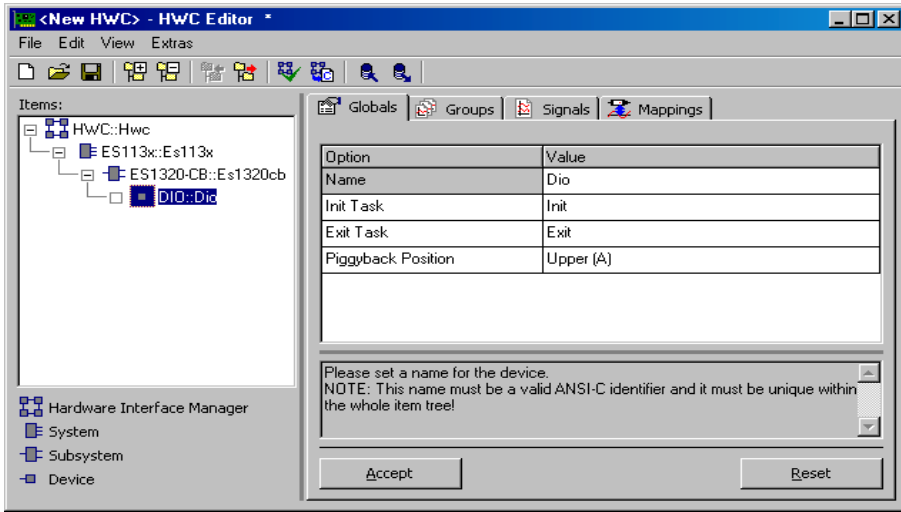 <New HWC> - HWC Editor *
File Edit View Extras
Items:
HWC::Hwc
ES113x::Es113x
ES1320-CB::Es1320cb
DIO::Dio
Hardware Interface Manager
System
Subsystem
Device
Globals Groups Signals Mappings
Option Value
Name Dio
Init Task Init
Exit Task Exit
Piggyback Position Upper (A)
Please set a name for the device.
NOTE: This name must be a valid ANSI-C identifier and it must be unique within
the whole item tree!
Accept Reset